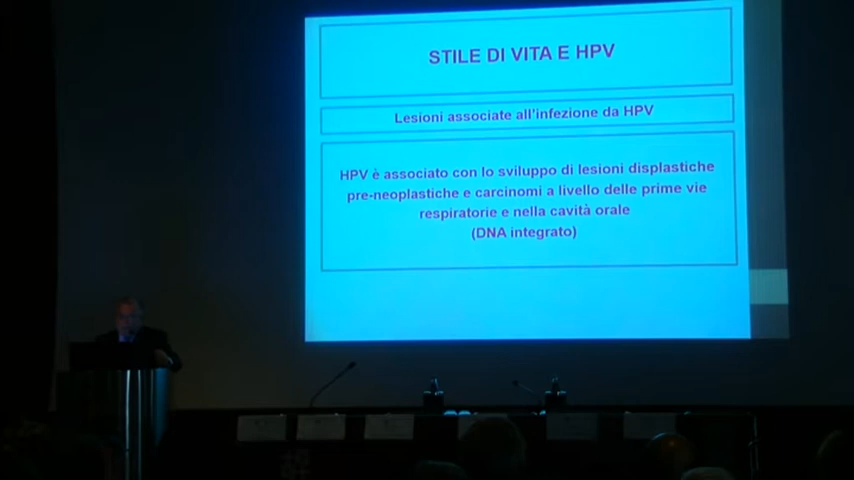 STILE DI VITA E HPV
Lesioni associate all'infezione da HPV
HPV è associato con lo sviluppo di lesioni displastiche
pre-neoplastiche e carcinomi a livello delle prime vie
respiratorie e nella cavità orale
(DNA integrato)